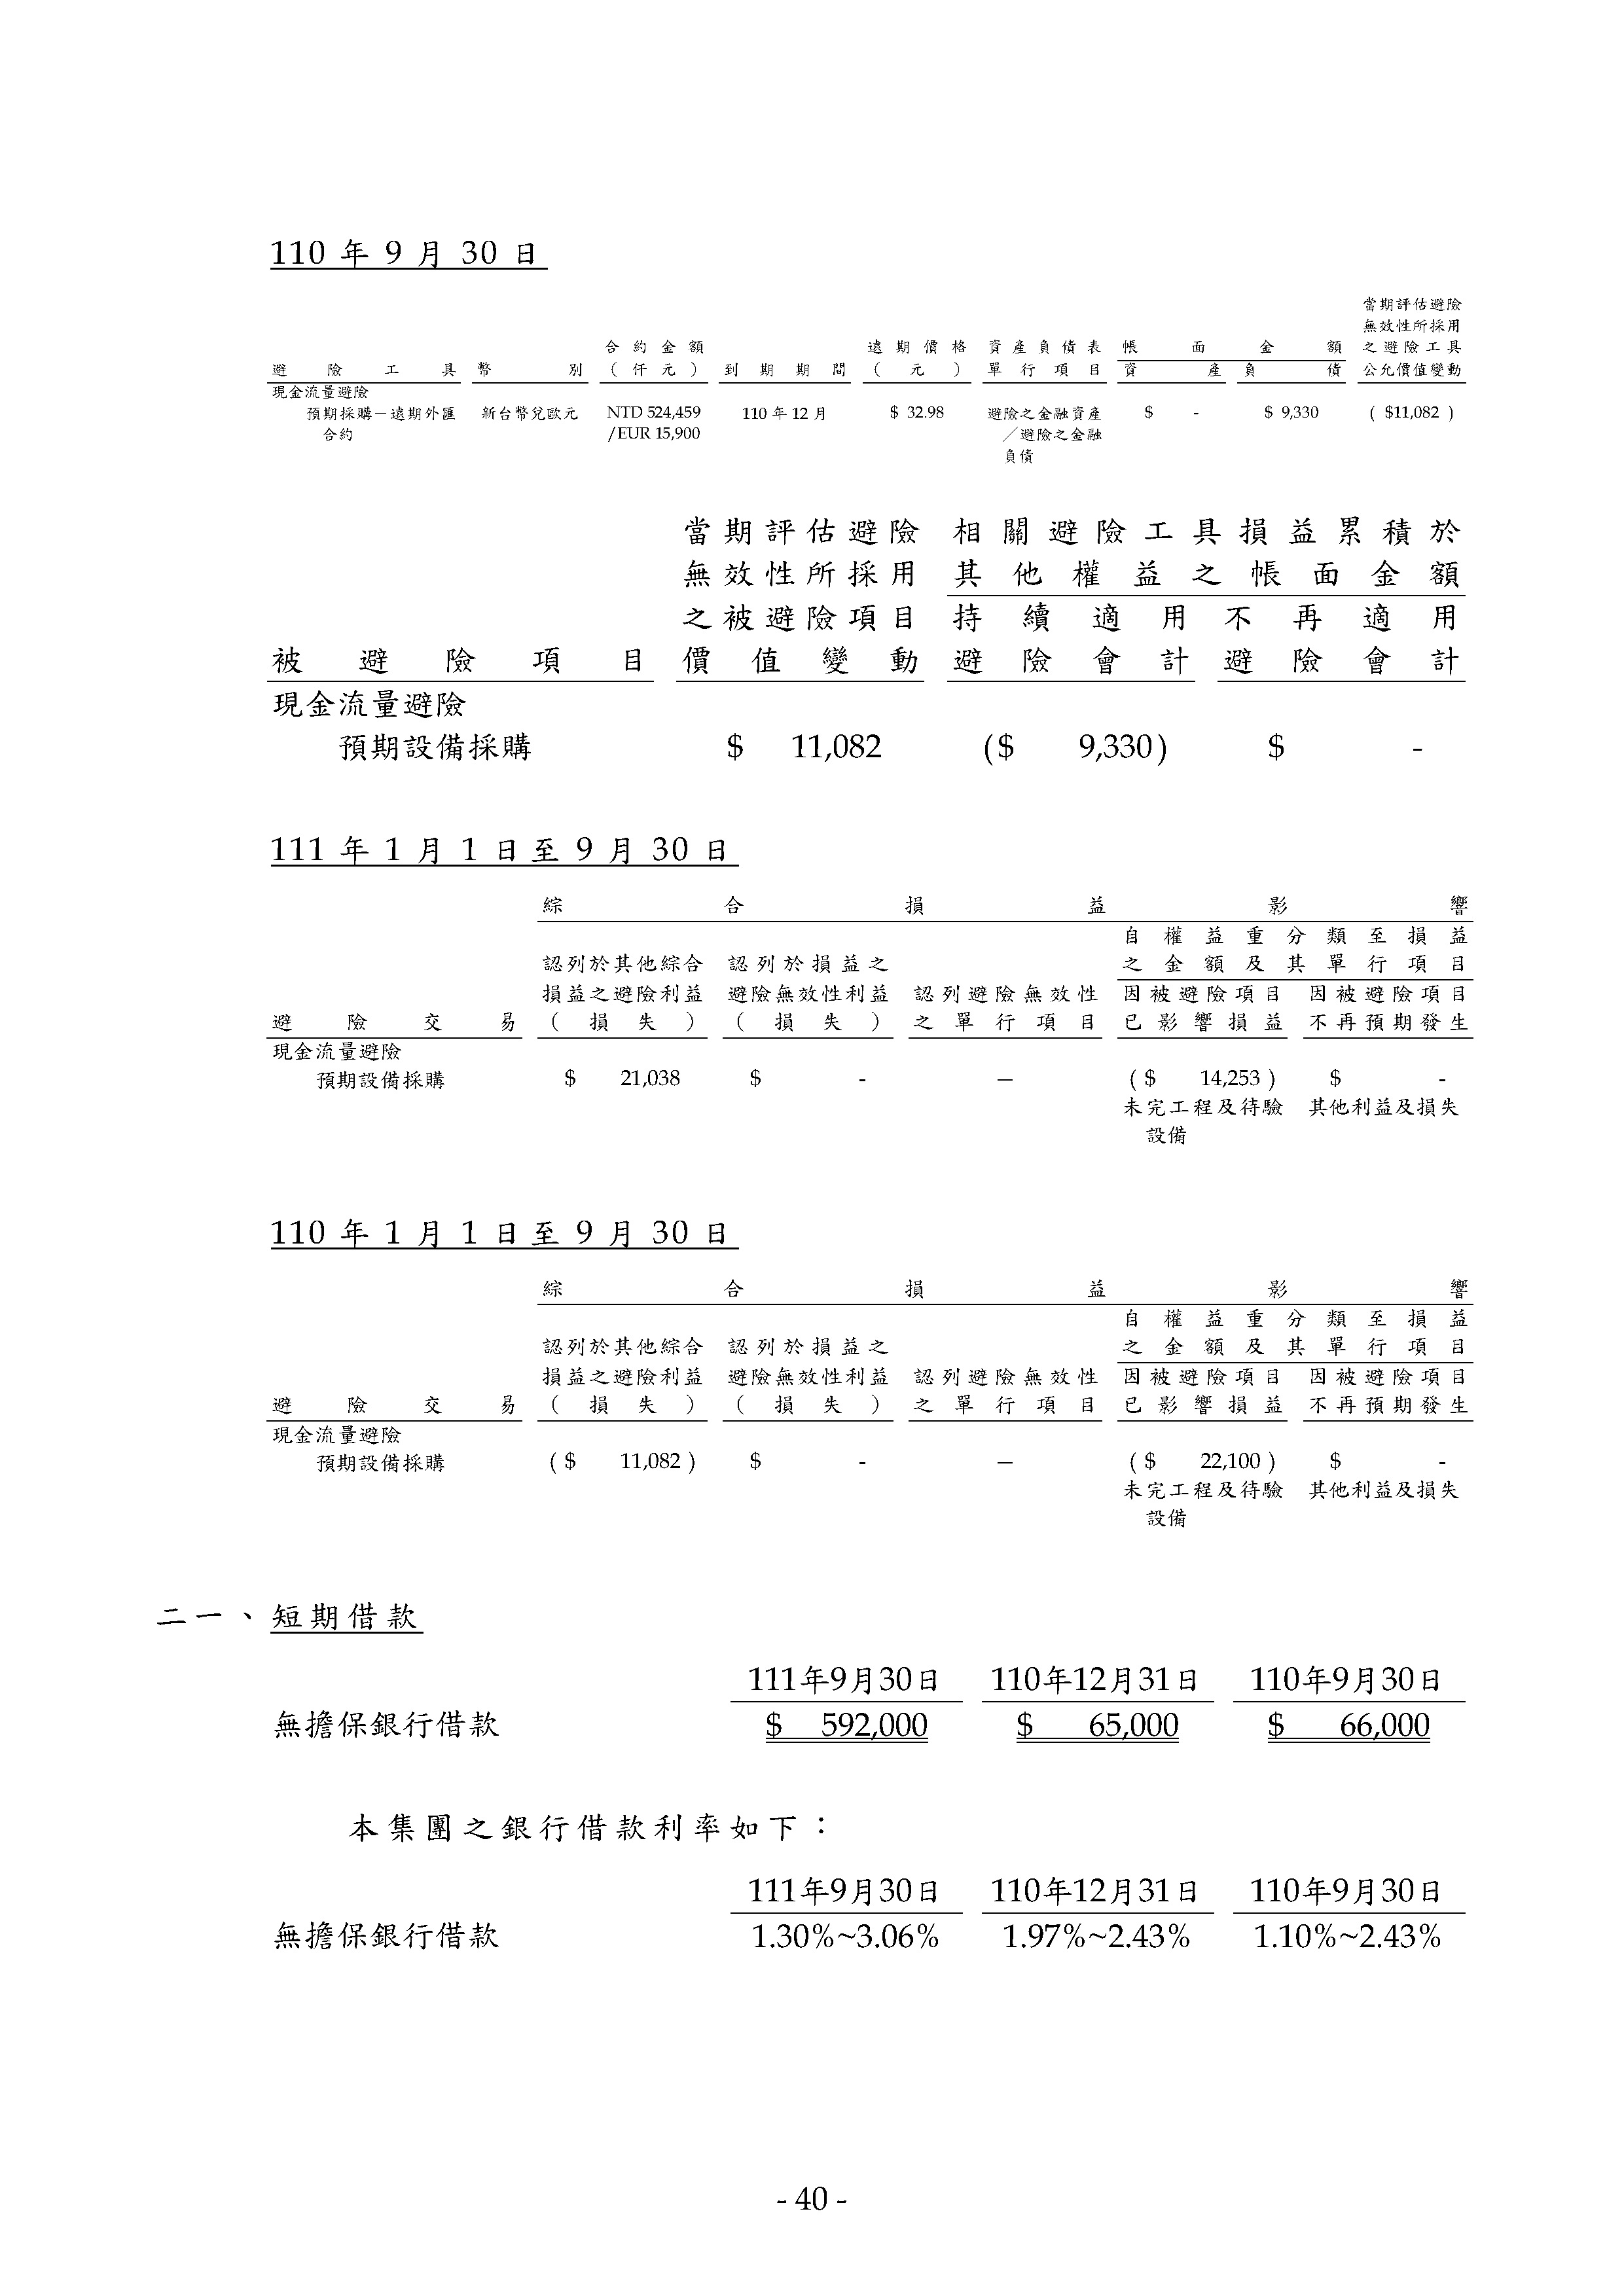 110 年 9 月 30 日
當期評估避險
無效性所採用
合約金額 遠期價格 資產負債表 帳面金額 之避險工具
避險工具 幣別 (仟元) 到期期間 (元) 單行項目 資產 負債 公允價值變動
現金流量避險
預期採購－遠期外匯 新台幣兌歐元 NTD 524,459 110 年 12 月 $ 32.98 避險之金融資產 $ - $ 9,330 ( $11,082 )
合約 /EUR 15,900 ／避險之金融
負債
當期評估避險 相關避險工具損益累積於
無效性所採用 其他權益之帳面金額
之被避險項目 持續適用 不再適用
被避險項目 價值變動 避險會計 避險會計
現金流量避險
預期設備採購 $ 11,082 ($ 9,330) $ -
111 年 1 月 1 日至 9 月 30 日
綜合損益影響
自權益重分類至損益
認列於其他綜合 認列於損益之 之金額及其單行項目
損益之避險利益 避險無效性利益 認列避險無效性 因被避險項目 因被避險項目
避險交易 (損失) (損失) 之單行項目 已影響損益 不再預期發生
現金流量避險
預期設備採購 $ 21,038 $ - － ( $ 14,253 ) $ -
未完工程及待驗 其他利益及損失
設備
110 年 1 月 1 日至 9 月 30 日
綜合損益影響
自權益重分類至損益
認列於其他綜合 認列於損益之 之金額及其單行項目
損益之避險利益 避險無效性利益 認列避險無效性 因被避險項目 因被避險項目
避險交易 (損失) (損失) 之單行項目 已影響損益 不再預期發生
現金流量避險
預期設備採購 ( $ 11,082 ) $ - － ( $ 22,100 ) $ -
未完工程及待驗 其他利益及損失
設備
二一、短期借款
111年9月30日 110年12月31日 110年9月30日
無擔保銀行借款 $ 592,000 $ 65,000 $ 66,000
本集團之銀行借款利率如下：
111年9月30日 110年12月31日 110年9月30日
無擔保銀行借款 1.30%~3.06% 1.97%~2.43% 1.10%~2.43%
- 40 -